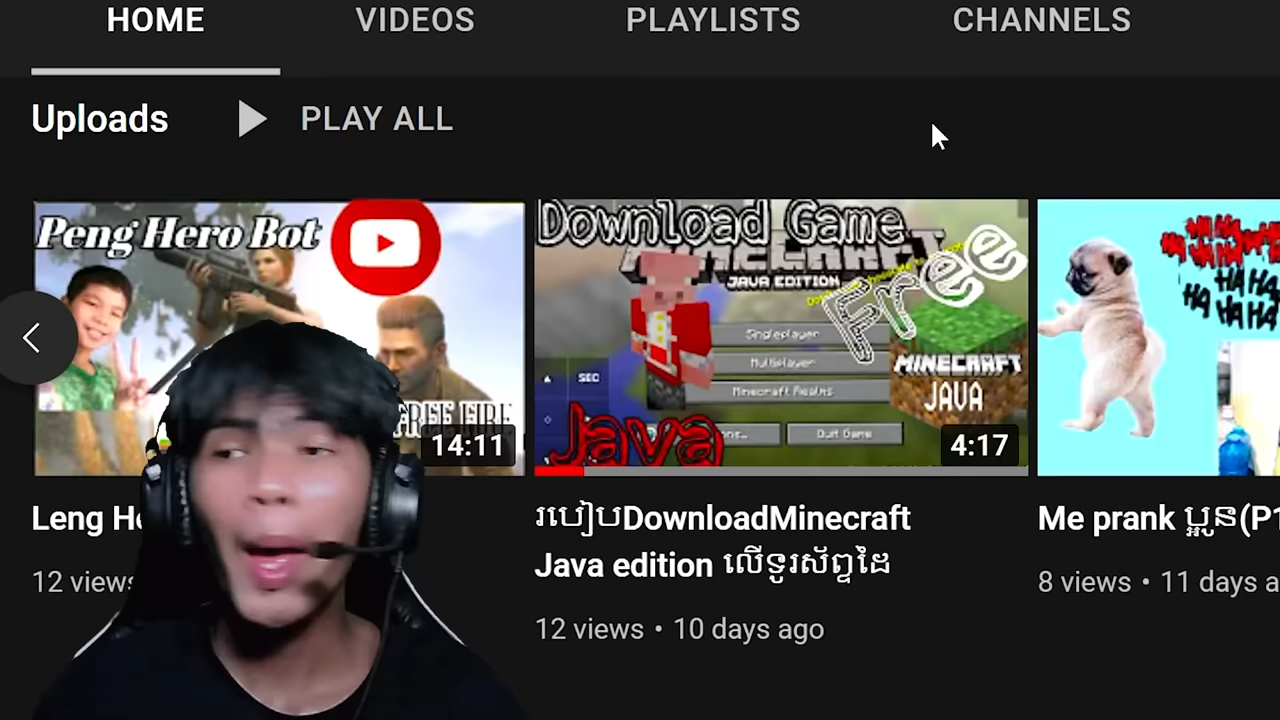 HOME VIDEOS PLAYLISTS CHANNELS
Uploads PLAY ALL
Peng Hero Bot
FREE FIRE
14:11
Download Game
MINECRAFT
JAVA EDITION
Free
SEC
Singleplayer
Multiplayer
Minecraft Realms
Quit Game
MINECRAFT
JAVA
Java
4:17
HA HA
HA HA HA
Leng
12 views
របៀបDownloadMinecraft
Java edition លើទូរស័ព្ទដៃ
12 views • 10 days ago
Me prank ប្អូន(P1
8 views • 11 days a